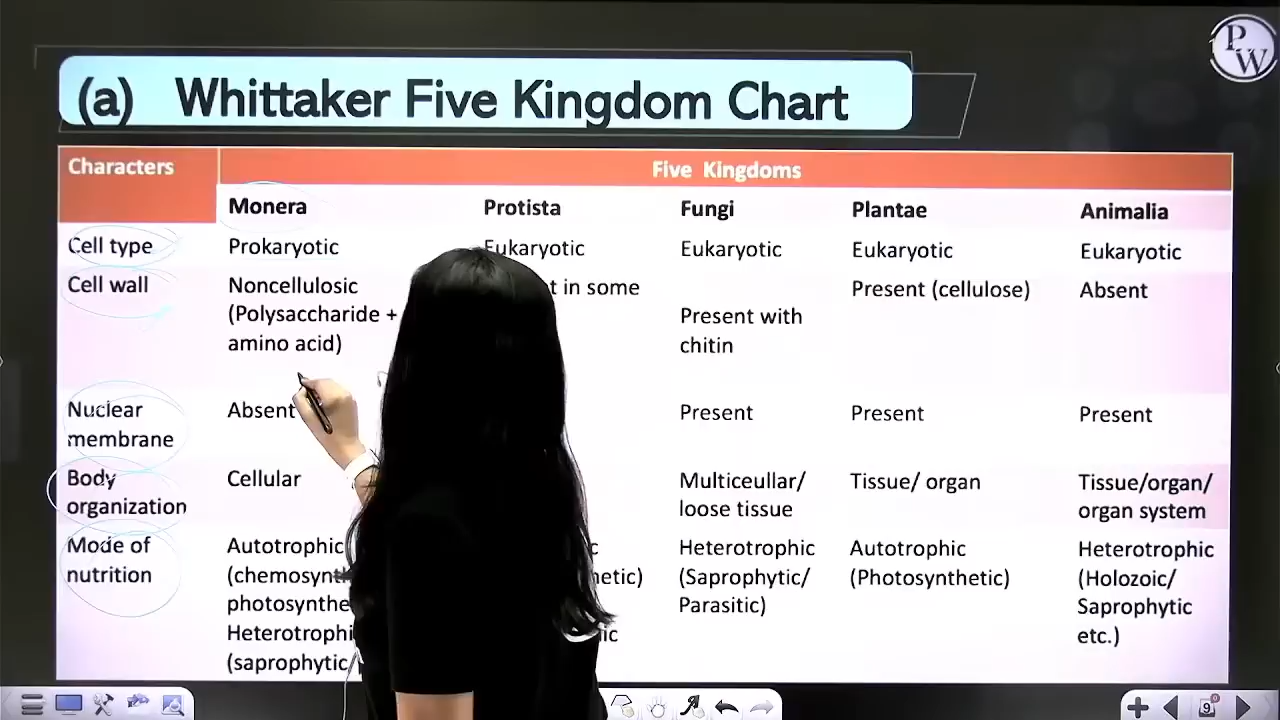 P
W
(a) Whittaker Five Kingdom Chart
Characters
Five Kingdoms
Monera
Protista
Fungi
Plantae
Animalia
Cell type
Prokaryotic
Eukaryotic
Eukaryotic
Eukaryotic
Eukaryotic
Cell wall
Noncellulosic
(Polysaccharide +
amino acid)
in some
Present with
chitin
Present (cellulose)
Absent
Nuclear
membrane
Absent
Present
Present
Present
Body
organization
Cellular
Multiceullar/
loose tissue
Tissue/ organ
Tissue/organ/
organ system
Mode of
nutrition
Autotrophic
(saprophytic/
Heterotrophic
(Saprophytic/
Parasitic)
Autotrophic
(Photosynthetic)
Heterotrophic
(Holozoic/
Saprophytic
etc.)
9